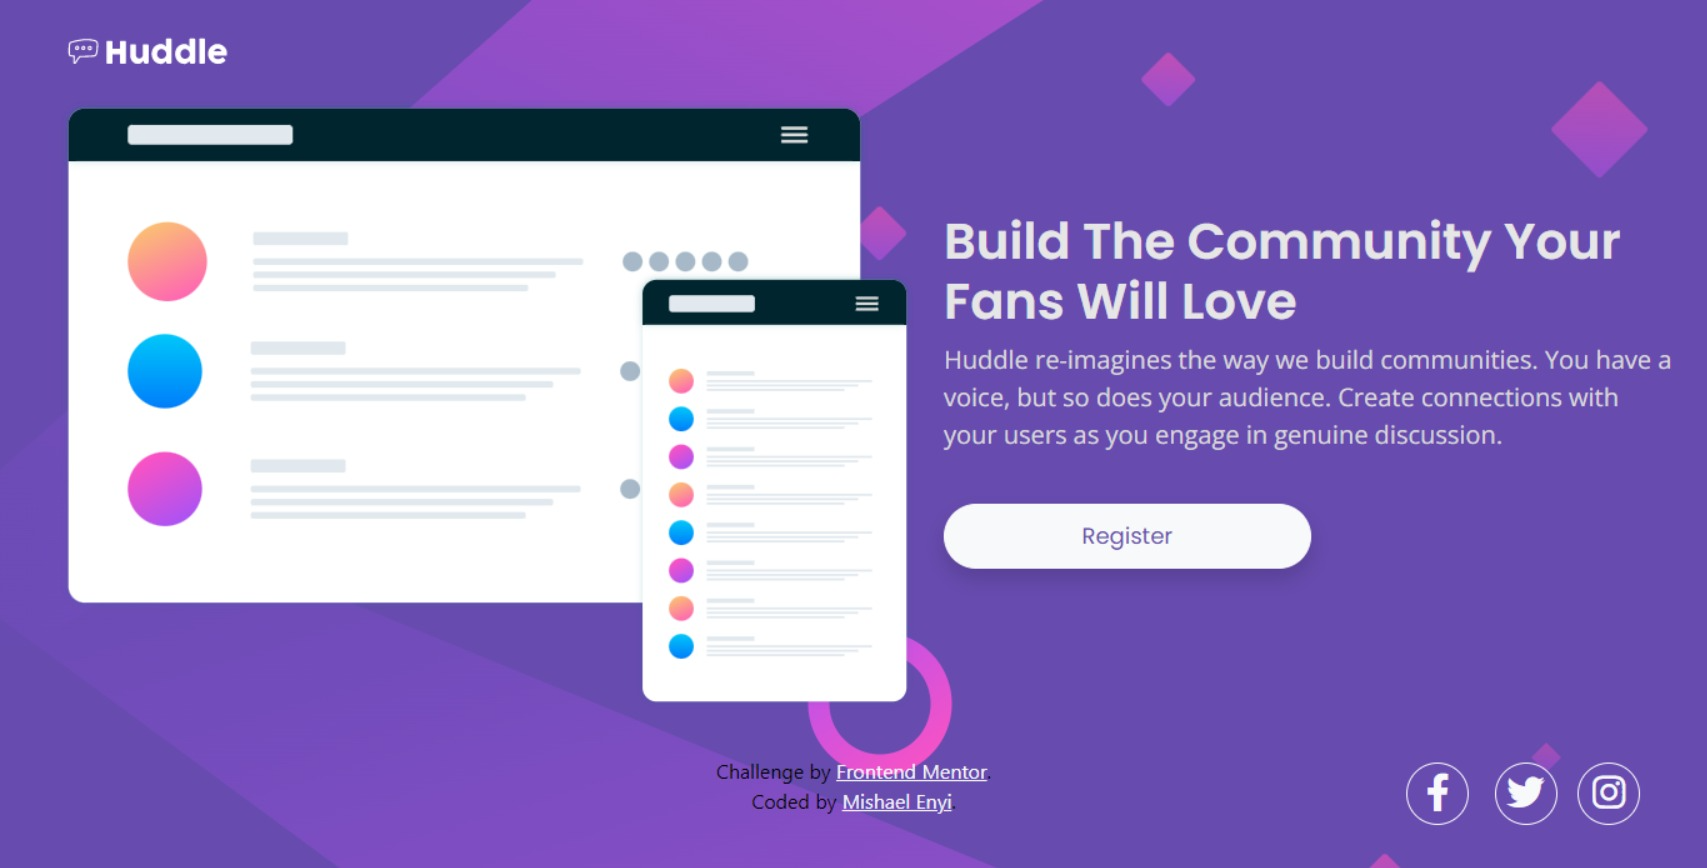 Huddle
Build The Community Your
Fans Will Love
Huddle re-imagines the way we build communities. You have a
voice, but so does your audience. Create connections with
your users as you engage in genuine discussion.
Register
Challenge by Frontend Mentor.
Coded by Mishael Enyi.